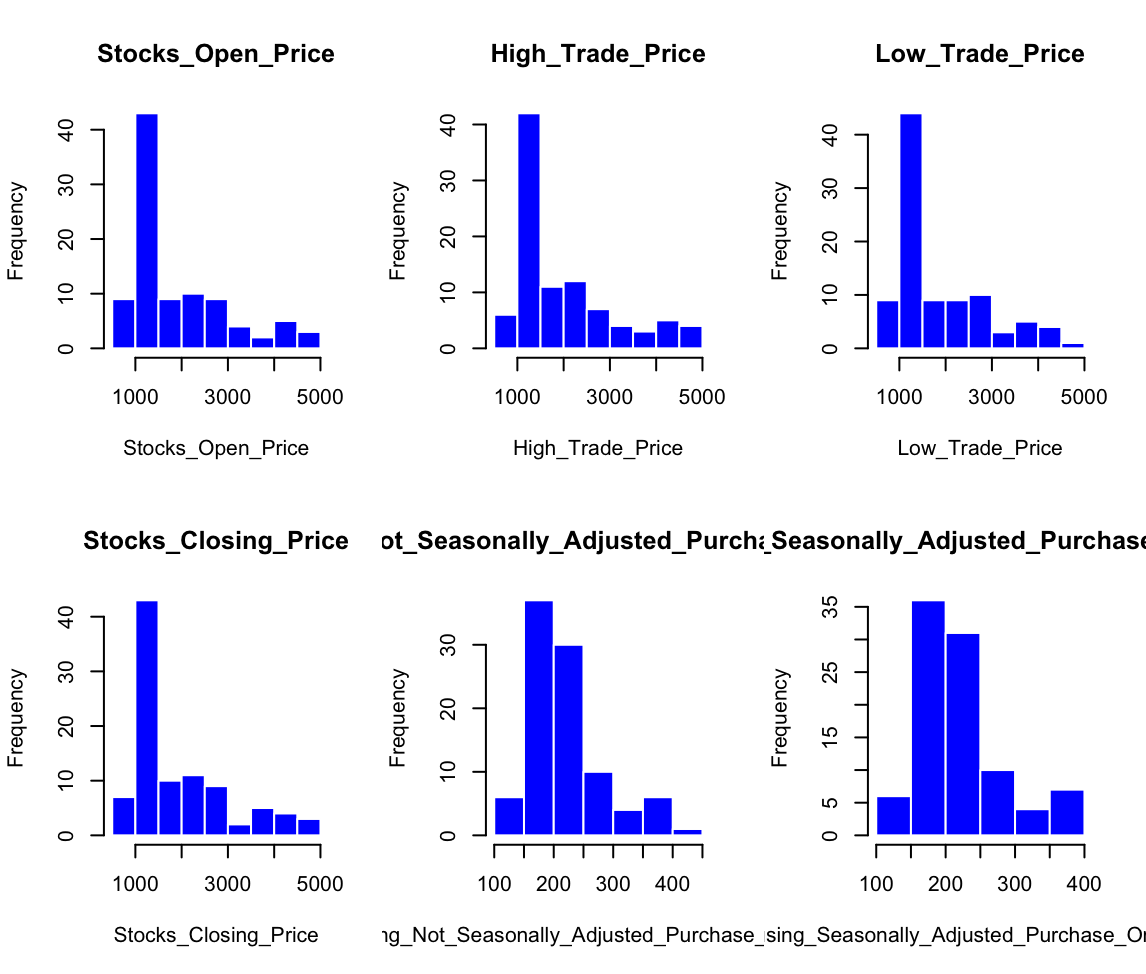 Stocks_Open_Price
Frequency
0 10 20 30 40
1000 3000 5000
Stocks_Open_Price
High_Trade_Price
Frequency
0 10 20 30 40
1000 3000 5000
High_Trade_Price
Low_Trade_Price
Frequency
0 10 20 30 40
1000 3000 5000
Low_Trade_Price
Stocks_Closing_Price
Frequency
0 10 20 30 40
1000 3000 5000
Stocks_Closing_Price
ot_Seasonally_Adjusted_Purcha
Frequency
0 10 20 30
100 200 300 400
ng_Not_Seasonally_Adjusted_Purchase_
_Seasonally_Adjusted_Purchase
Frequency
0 5 15 25 35
100 200 300 400
sing_Seasonally_Adjusted_Purchase_Or